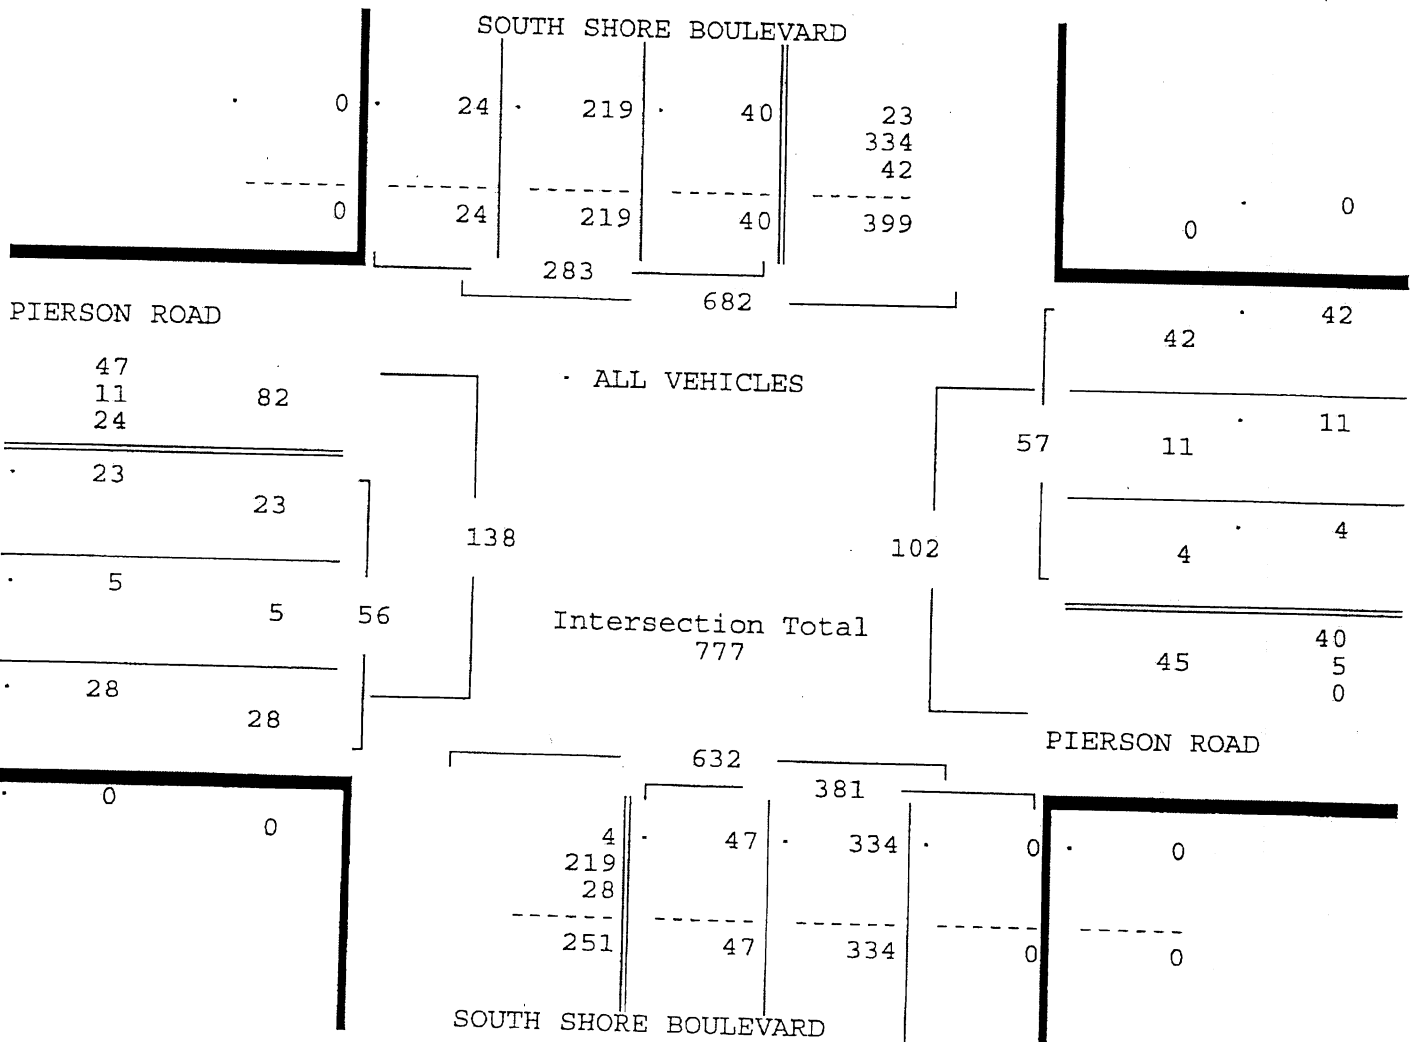 SOUTH SHORE BOULEVARD
0 24 219 40 23
334
42
0 24 219 40 399
0 0
283
682
PIERSON ROAD
47
11 82
24
ALL VEHICLES
42 42
23
23
57 11 11
138
102
4 4
5
5 56
Intersection Total
777
28
28
45 40
5
0
PIERSON ROAD
632
381
0
0
4 47 334 0 0
219
28
251 47 334 0 0
SOUTH SHORE BOULEVARD